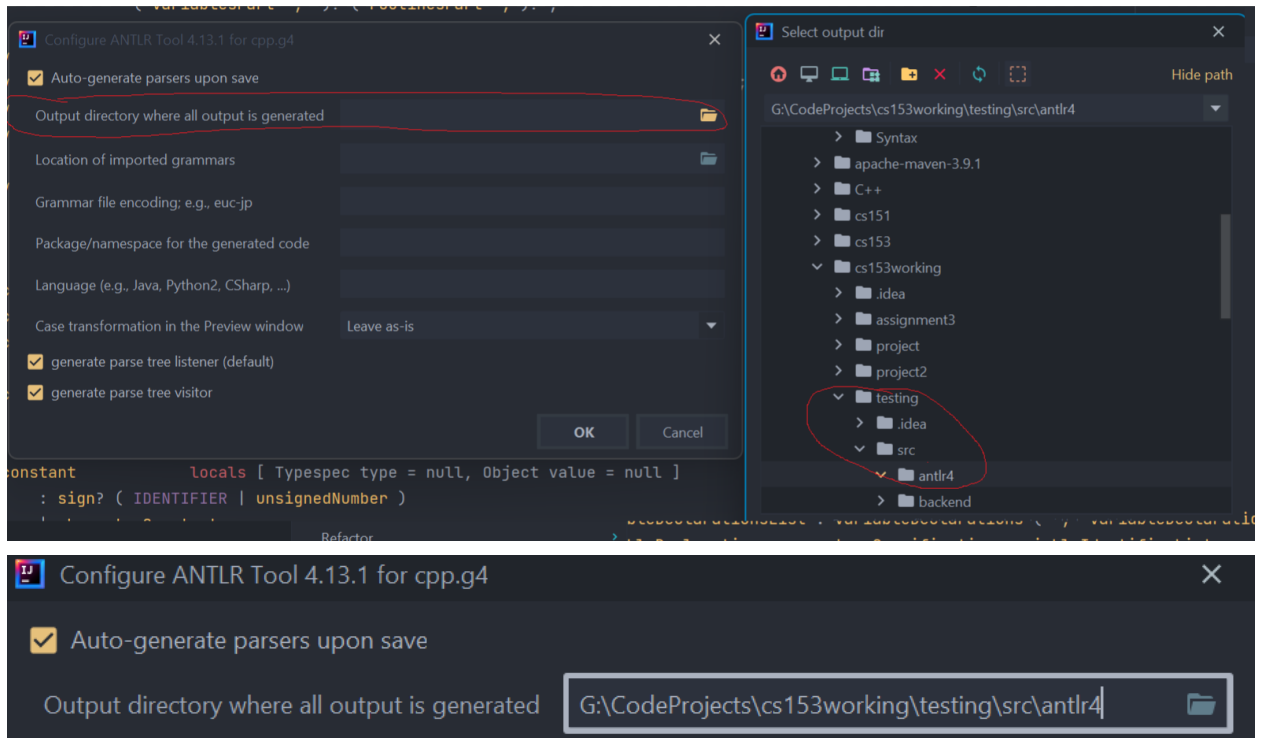 Configure ANTLR Tool 4.13.1 for cpp.g4
Auto-generate parsers upon save
Output directory where all output is generated
Location of imported grammars
Grammar file encoding; e.g., euc-jp
Package/namespace for the generated code
Language (e.g., Java, Python2, CSharp, ...)
Case transformation in the Preview window Leave as-is
generate parse tree listener (default)
generate parse tree visitor
OK Cancel
Select output dir
Hide path
G:\CodeProjects\cs153working\testing\src\antlr4
Syntax
apache-maven-3.9.1
C++
cs151
cs153
cs153working
.idea
assignment3
project
project2
testing
.idea
src
antlr4
backend
constant locals [ Typespec type = null, Object value = null ]
: sign? ( IDENTIFIER | unsignedNumber )
Refactor
Configure ANTLR Tool 4.13.1 for cpp.g4
Auto-generate parsers upon save
Output directory where all output is generated G:\CodeProjects\cs153working\testing\src\antlr4